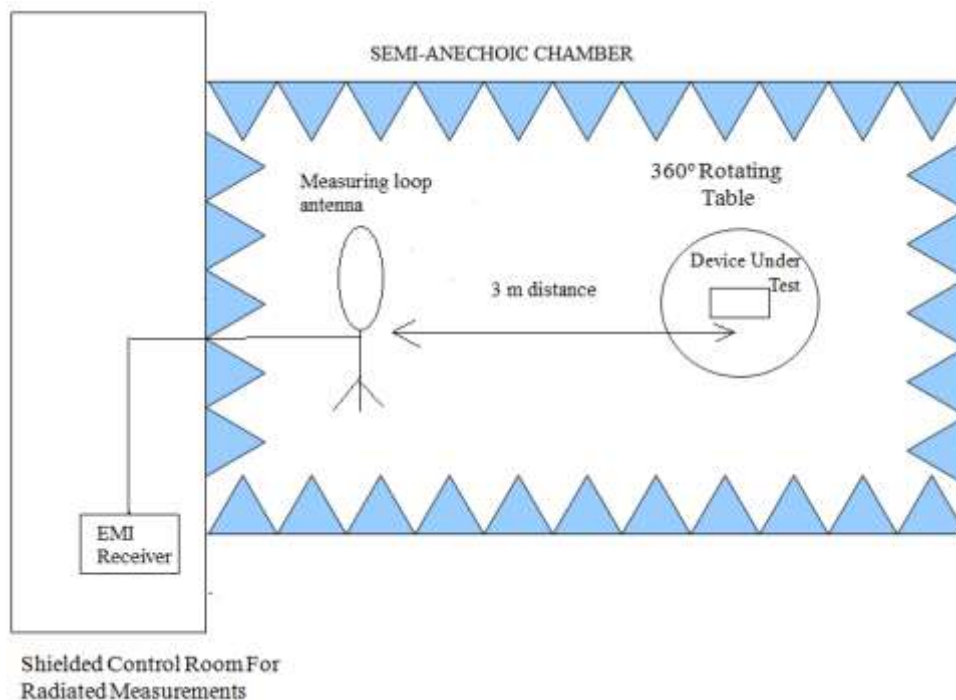 SEMI-ANECHOIC CHAMBER
Measuring loop
antenna
360º Rotating
Table
Device Under
Test
3 m distance
EMI
Receiver
Shielded Control Room For
Radiated Measurements